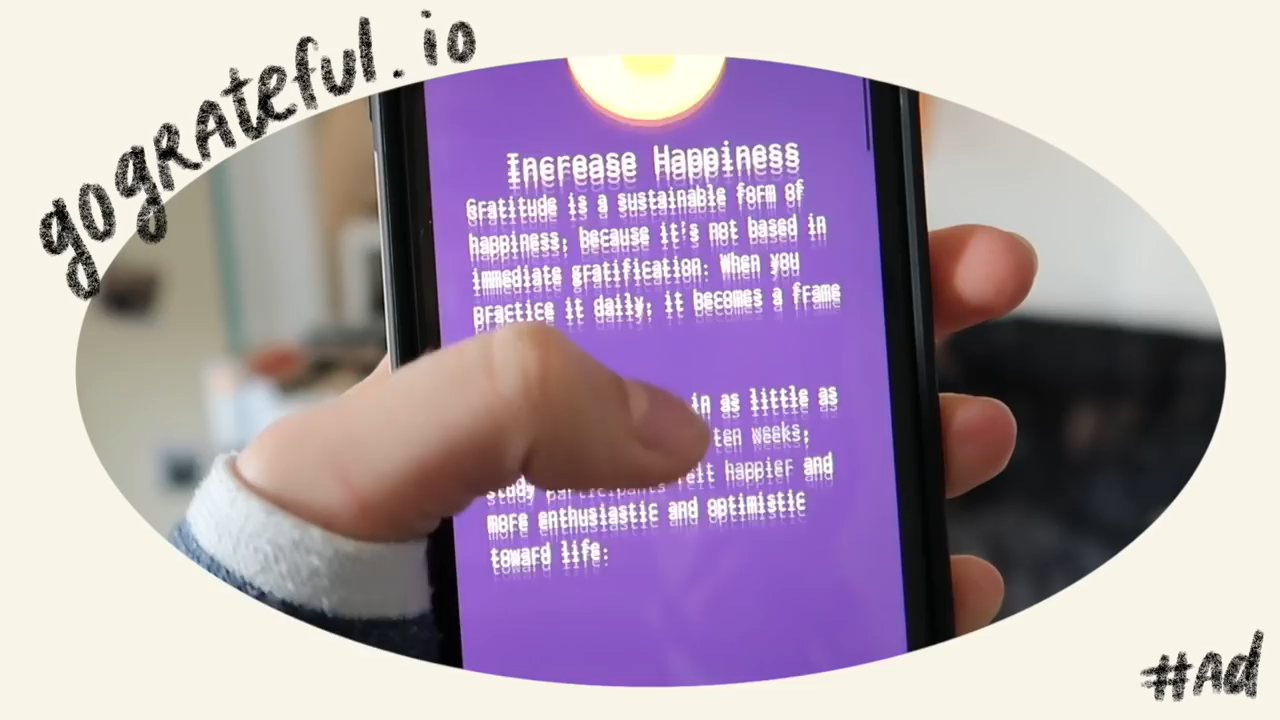 gograteful.io
Increase Happiness
Gratitude is a sustainable form of
happiness, because it's not based in
immediate gratification. When you
practice it daily, it becomes a frame
in as little as
ten weeks,
study participants felt happier and
more enthusiastic and optimistic
toward life.
#Ad